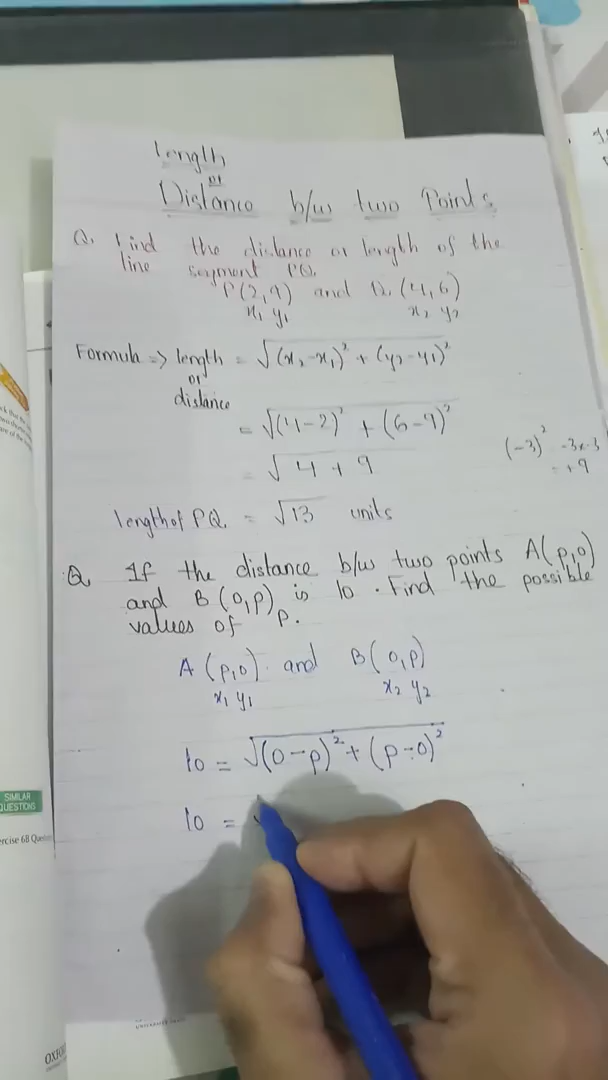 length
or
Distance b/w two Points
Q. Find the distance or length of the
line segment PQ.
P(2,9) and Q(4,6)
x₁ y₁ x₂ y₂
Formula => length = √(x₂-x₁)² + (y₂-y₁)²
or
distance
= √(4-2)² + (6-9)²
(-3)² -3x-3
= √4 + 9
= +9
length of PQ = √13 units
Q If the distance b/w two points A(p,0)
and B(0,p) is 10. Find the possible
values of p.
A(p,0) and B(0,p)
x₁ y₁ x₂ y₂
10 = √(0-p)² + (p-0)²
10 =
SIMILAR
QUESTIONS